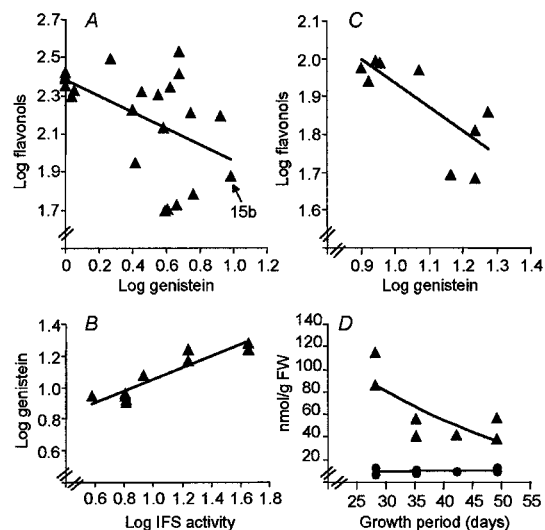 A
2.7
2.5
2.3
2.1
1.9
1.7
Log flavonols
15b
0 0.2 0.4 0.6 0.8 1.0 1.2
Log genistein
C
2.1
2.0
1.9
1.8
1.7
1.6
Log flavonols
0.9 1.0 1.1 1.2 1.3 1.4
Log genistein
B
1.4
1.2
1.0
0.8
0.6
Log genistein
0.6 0.8 1.0 1.2 1.4 1.6
Log IFS activity
D
140
120
100
80
60
40
20
10
nmol/g FW
25 30 35 40 45 50 55
Growth period (days)